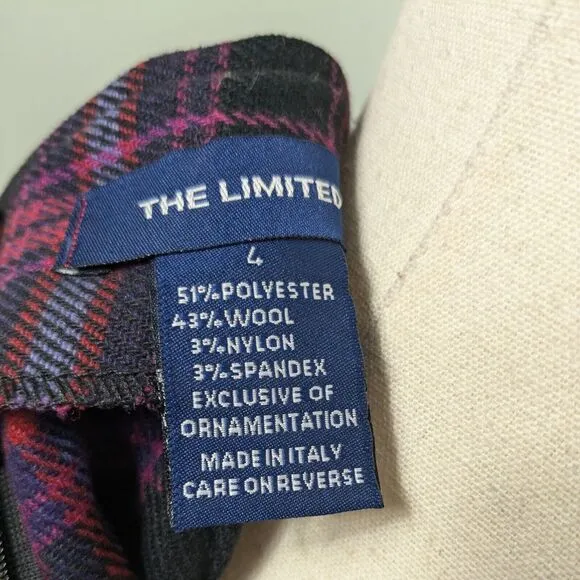 THE LIMITED
4
51% POLYESTER
43% WOOL
3% NYLON
3% SPANDEX
EXCLUSIVE OF
ORNAMENTATION
MADE IN ITALY
CARE ON REVERSE